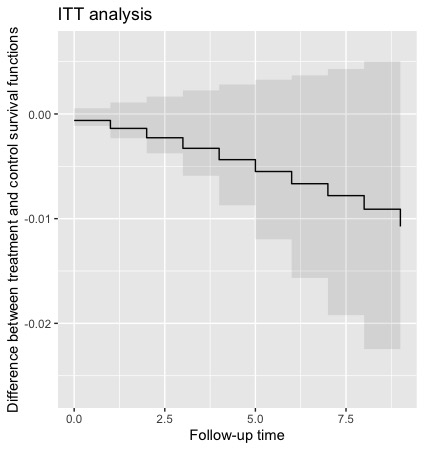 ITT analysis
Difference between treatment and control survival functions
0.00
-0.01
-0.02
0.0
2.5
5.0
7.5
Follow-up time